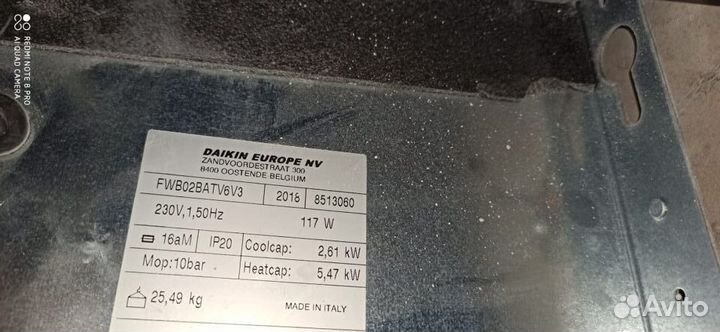 REDMI NOTE 8 PRO
AI QUAD CAMERA
DAIKIN EUROPE NV
ZANDVOORDESTRAAT 300
8400 OOSTENDE BELGIUM
FWB02BATV6V3 2018 8513060
230V,1,50Hz 117 W
16aM IP20 Coolcap: 2,61 kW
Mop:10bar Heatcap: 5,47 kW
25,49 kg MADE IN ITALY
Avito